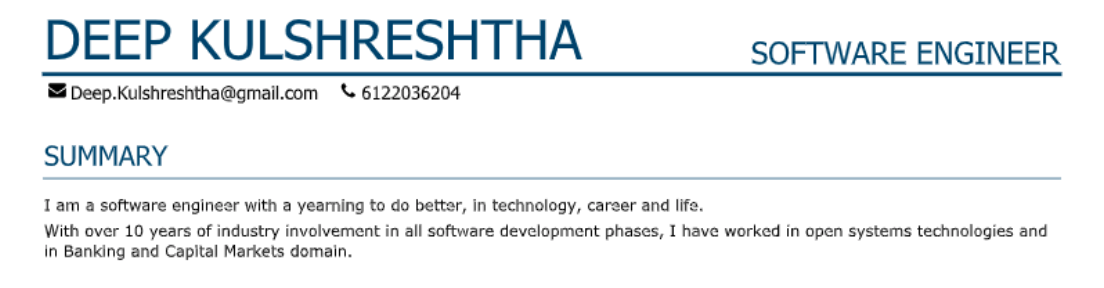 DEEP KULSHRESHTHA
SOFTWARE ENGINEER
Deep.Kulshreshtha@gmail.com 6122036204
SUMMARY
I am a software engineer with a yearning to do better, in technology, career and life.
With over 10 years of industry involvement in all software development phases, I have worked in open systems technologies and
in Banking and Capital Markets domain.